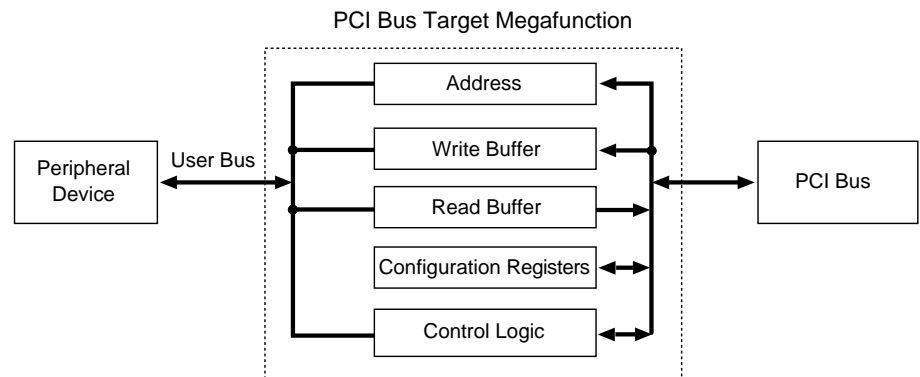 PCI Bus Target Megafunction
Address
Write Buffer
Read Buffer
Configuration Registers
Control Logic
Peripheral
Device
User Bus
PCI Bus